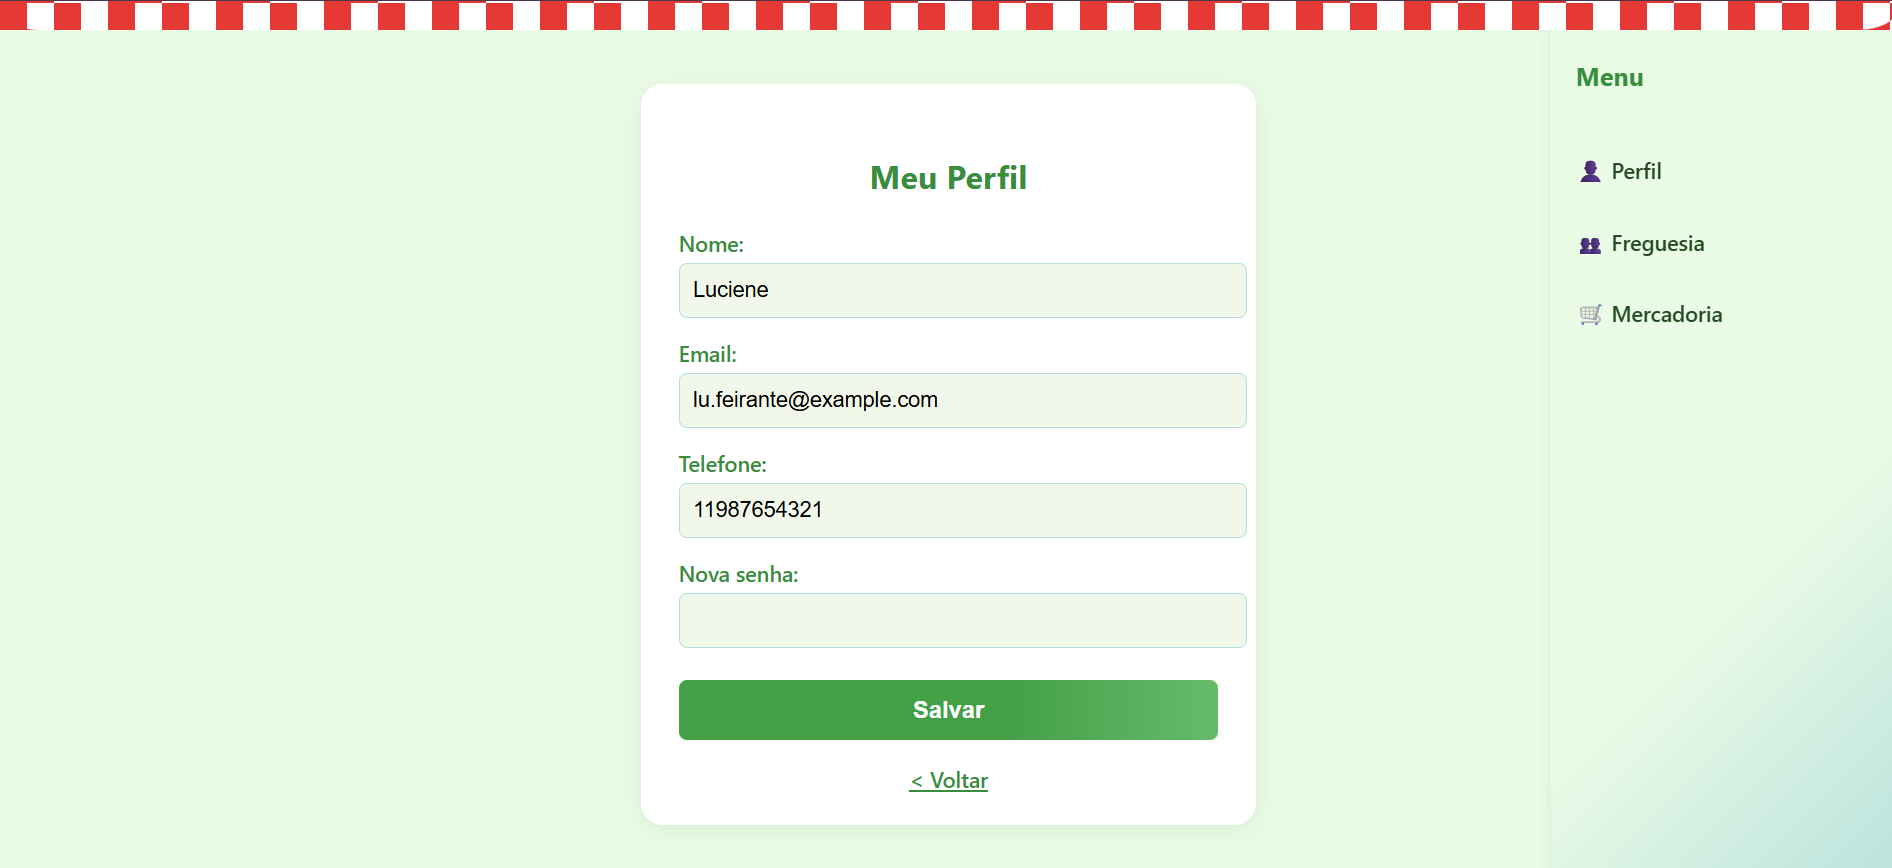 Menu
Perfil
Freguesia
Mercadoria
Meu Perfil
Nome:
Luciene
Email:
lu.feirante@example.com
Telefone:
11987654321
Nova senha:
Salvar
< Voltar